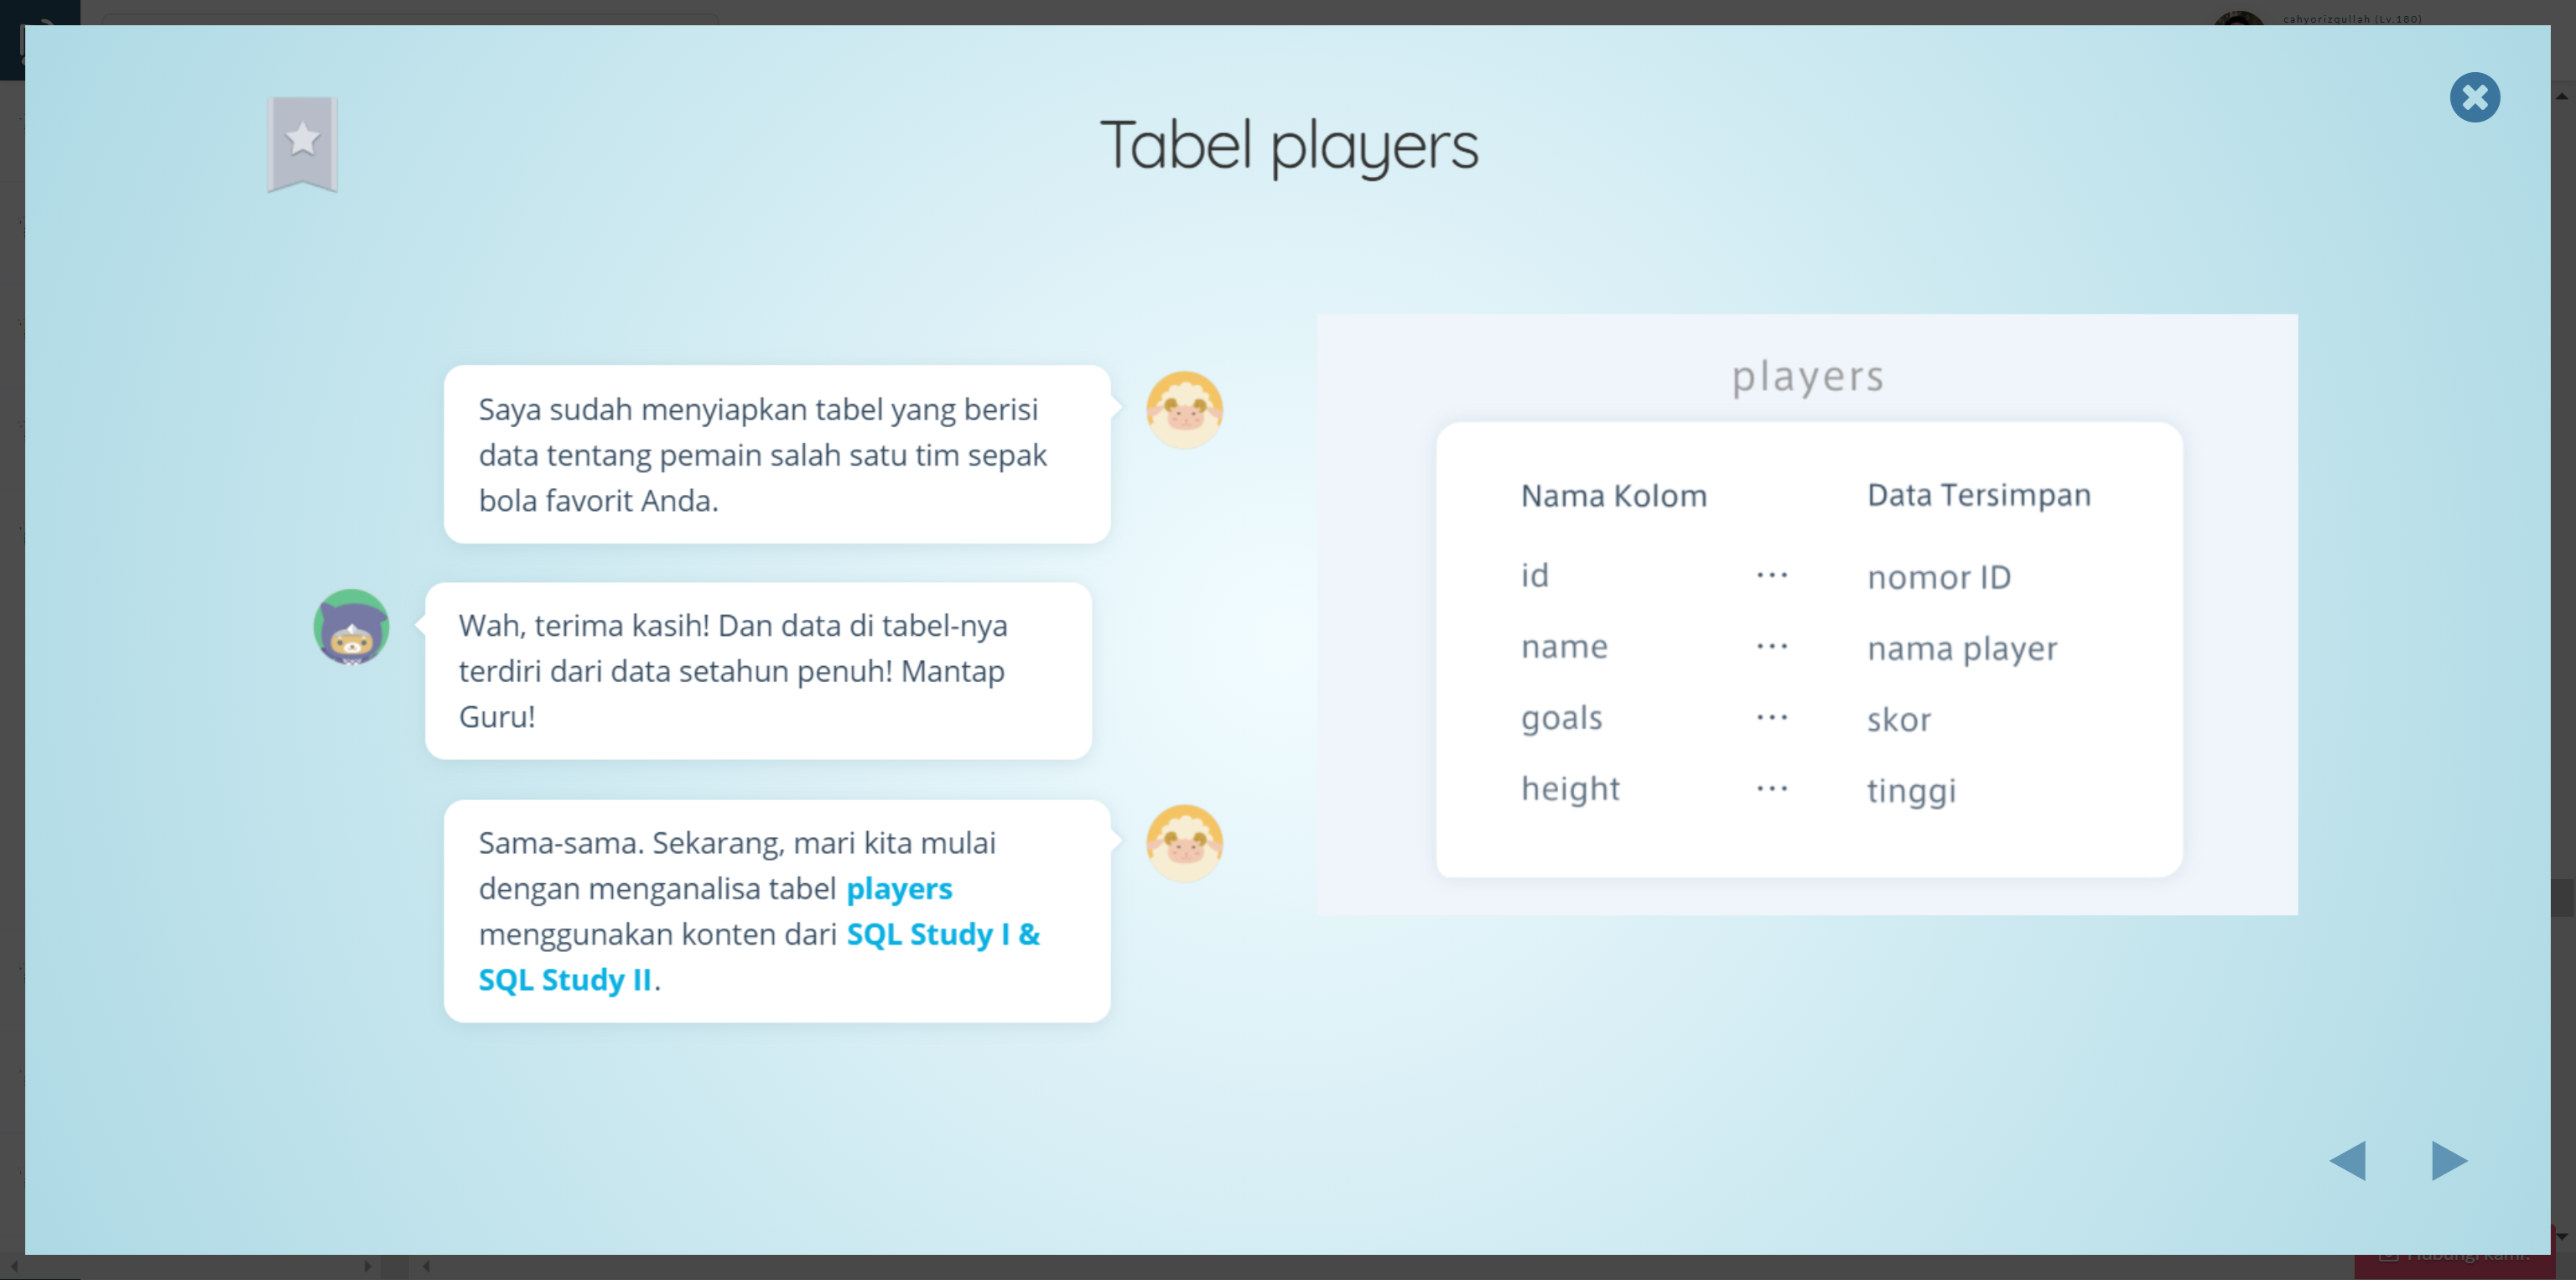 cahyorizqullah (Lv.180)
Tabel players
Saya sudah menyiapkan tabel yang berisi
data tentang pemain salah satu tim sepak
bola favorit Anda.
Wah, terima kasih! Dan data di tabel-nya
terdiri dari data setahun penuh! Mantap
Guru!
Sama-sama. Sekarang, mari kita mulai
dengan menganalisa tabel players
menggunakan konten dari SQL Study I &
SQL Study II.
players
Nama Kolom Data Tersimpan
id ... nomor ID
name ... nama player
goals ... skor
height ... tinggi